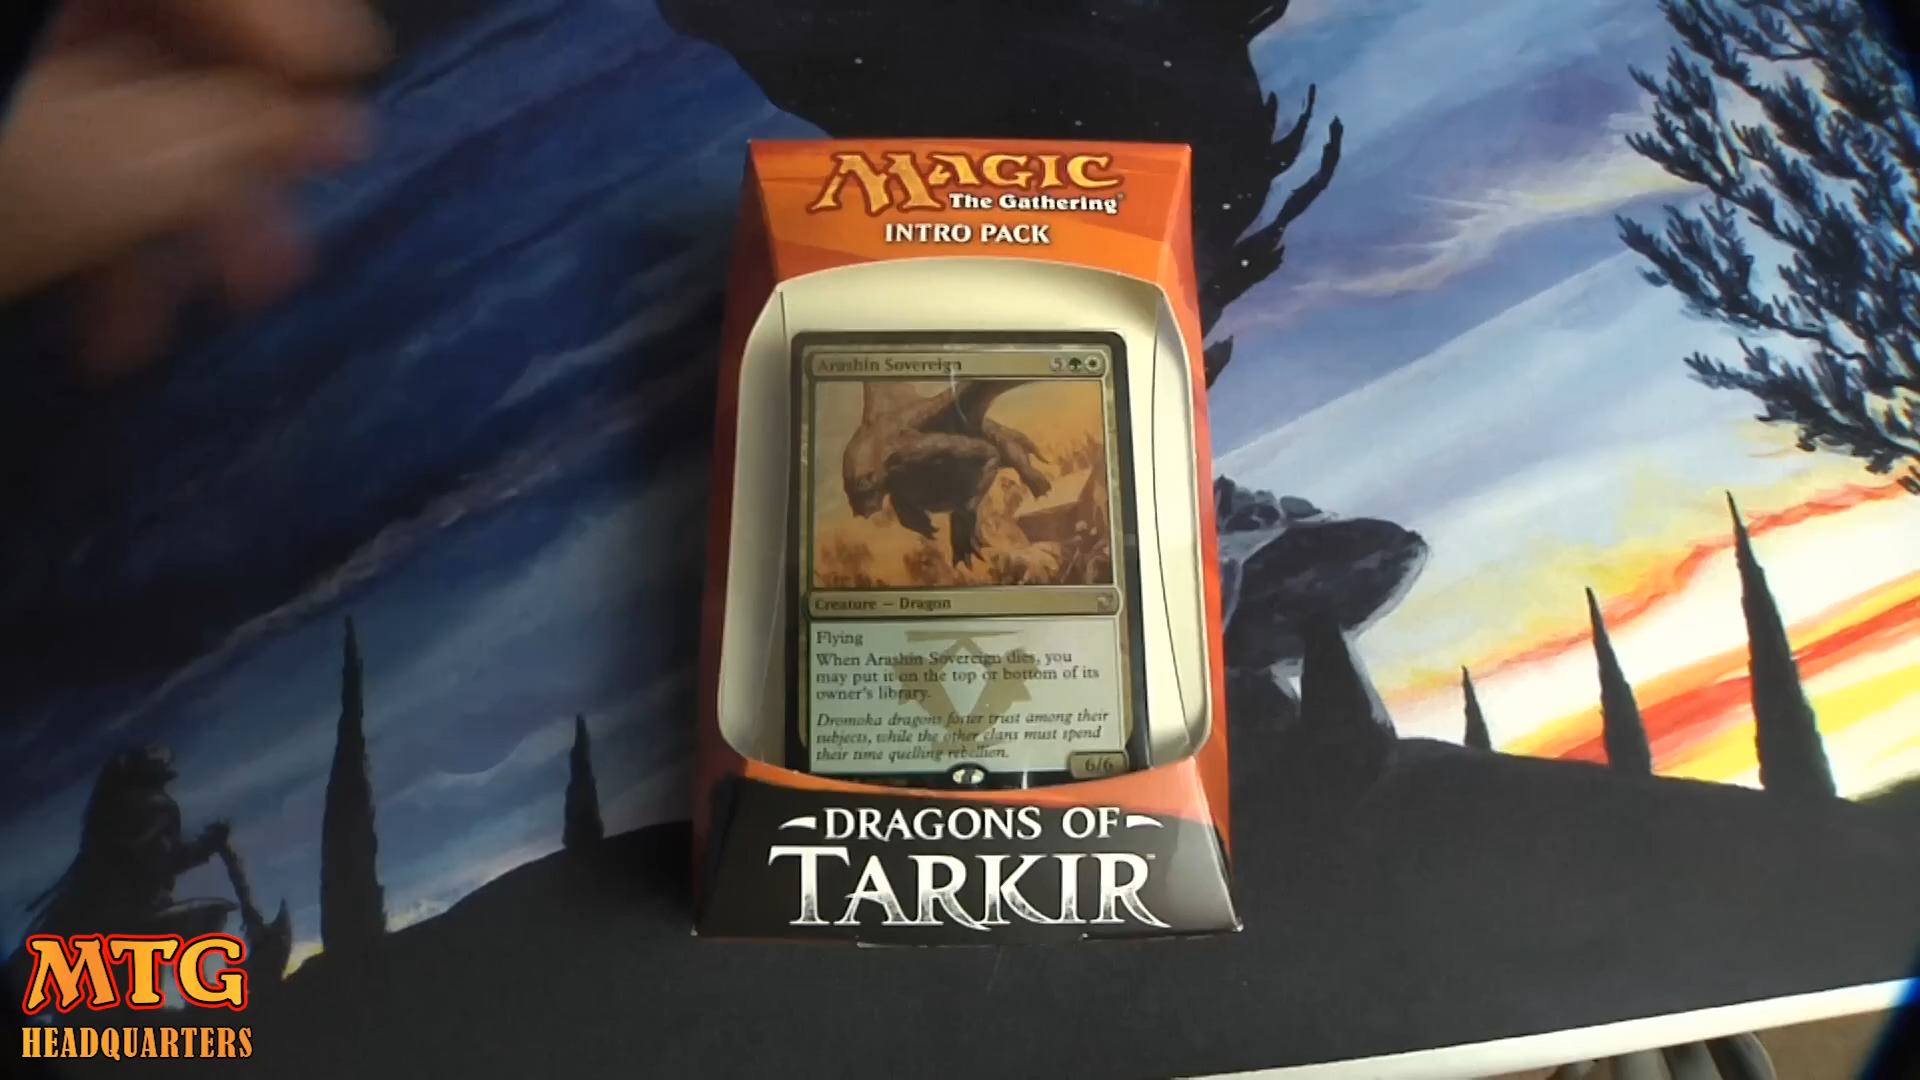 MAGIC
The Gathering®
INTRO PACK
Arashin Sovereign 5
Creature — Dragon
Flying
When Arashin Sovereign dies, you
may put it on the top or bottom of its
owner's library.
Dromoka dragons foster trust among their
subjects, while the other clans must spend
their time quelling rebellion.
6/6
DRAGONS OF
TARKIR™
MTG
HEADQUARTERS